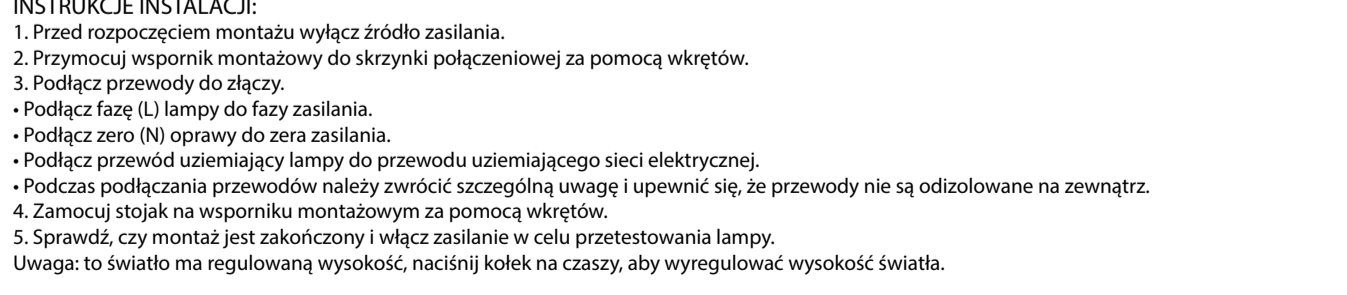 INSTRUKCJE INSTALACJI:
1. Przed rozpoczęciem montażu wyłącz źródło zasilania.
2. Przymocuj wspornik montażowy do skrzynki połączeniowej za pomocą wkrętów.
3. Podłącz przewody do złączy.
• Podłącz fazę (L) lampy do fazy zasilania.
• Podłącz zero (N) oprawy do zera zasilania.
• Podłącz przewód uziemiający lampy do przewodu uziemiającego sieci elektrycznej.
• Podczas podłączania przewodów należy zwrócić szczególną uwagę i upewnić się, że przewody nie są odizolowane na zewnątrz.
4. Zamocuj stojak na wsporniku montażowym za pomocą wkrętów.
5. Sprawdź, czy montaż jest zakończony i włącz zasilanie w celu przetestowania lampy.
Uwaga: to światło ma regulowaną wysokość, naciśnij kołek na czaszy, aby wyregulować wysokość światła.